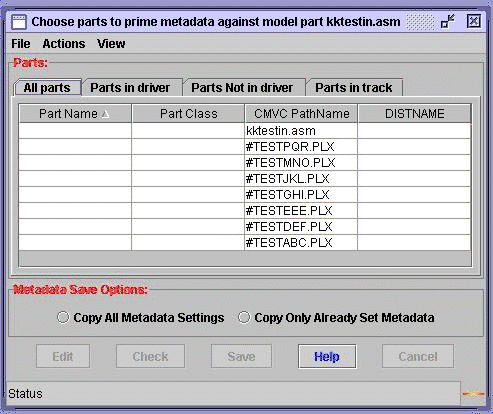 Choose parts to prime metadata against model part kktestin.asm
File Actions View
Parts:
All parts Parts in driver Parts Not in driver Parts in track
Part Name Part Class CMVC PathName DISTNAME
kktestin.asm
#TESTPQR.PLX
#TESTMNO.PLX
#TESTJKL.PLX
#TESTGHI.PLX
#TESTEEE.PLX
#TESTDEF.PLX
#TESTABC.PLX
Metadata Save Options:
Copy All Metadata Settings Copy Only Already Set Metadata
Edit Check Save Help Cancel
Status